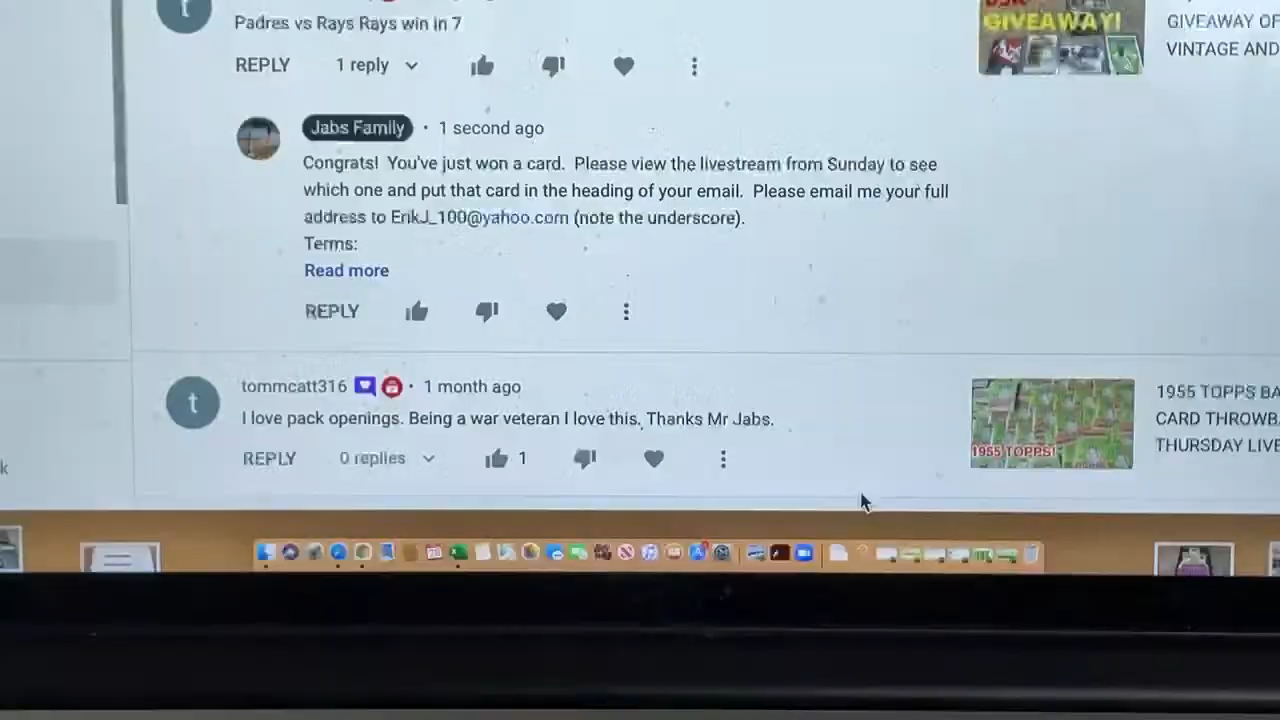 Padres vs Rays Rays win in 7
GIVEAWAY!
GIVEAWAY OF
VINTAGE AND
REPLY 1 reply
Jabs Family · 1 second ago
Congrats! You've just won a card. Please view the livestream from Sunday to see
which one and put that card in the heading of your email. Please email me your full
address to ErikJ_100@yahoo.com (note the underscore).
Terms:
Read more
REPLY
tommcatt316 · 1 month ago
I love pack openings. Being a war veteran I love this. Thanks Mr Jabs.
REPLY 0 replies 1
1955 TOPPS!
1955 TOPPS BA
CARD THROWB
THURSDAY LIVE
k
t